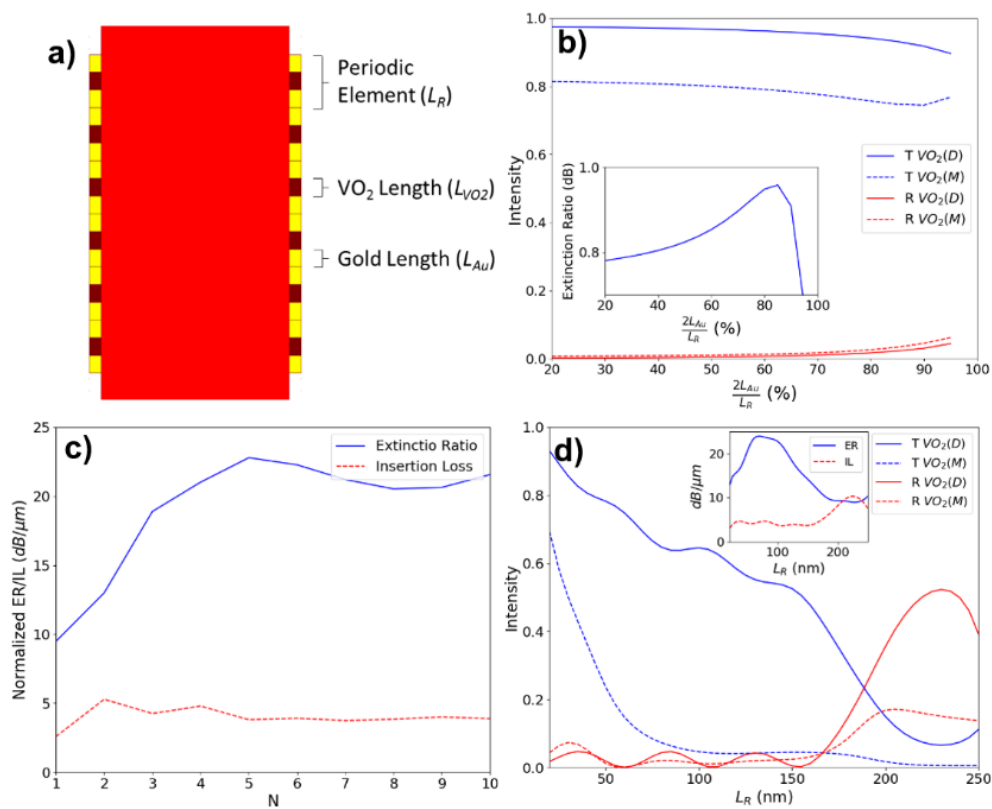 a)
Periodic
Element (L_R)
VO₂ Length (L_VO2)
Gold Length (L_Au)
b)
Intensity
1.0
0.8
0.6
0.4
0.2
0.0
20 30 40 50 60 70 80 90 100
2L_Au
L_R (%)
T VO₂(D)
T VO₂(M)
R VO₂(D)
R VO₂(M)
Extinction Ratio (dB)
1.0
0.8
20 40 60 80 100
2L_Au
L_R (%)
c)
Normalized ER/IL (dB/μm)
25
20
15
10
5
0
1 2 3 4 5 6 7 8 9 10
N
Extinctio Ratio
Insertion Loss
d)
Intensity
1.0
0.8
0.6
0.4
0.2
0.0
50 100 150 200 250
L_R (nm)
dB/μm
20
10
0
100 200
L_R (nm)
ER
IL
T VO₂(D)
T VO₂(M)
R VO₂(D)
R VO₂(M)